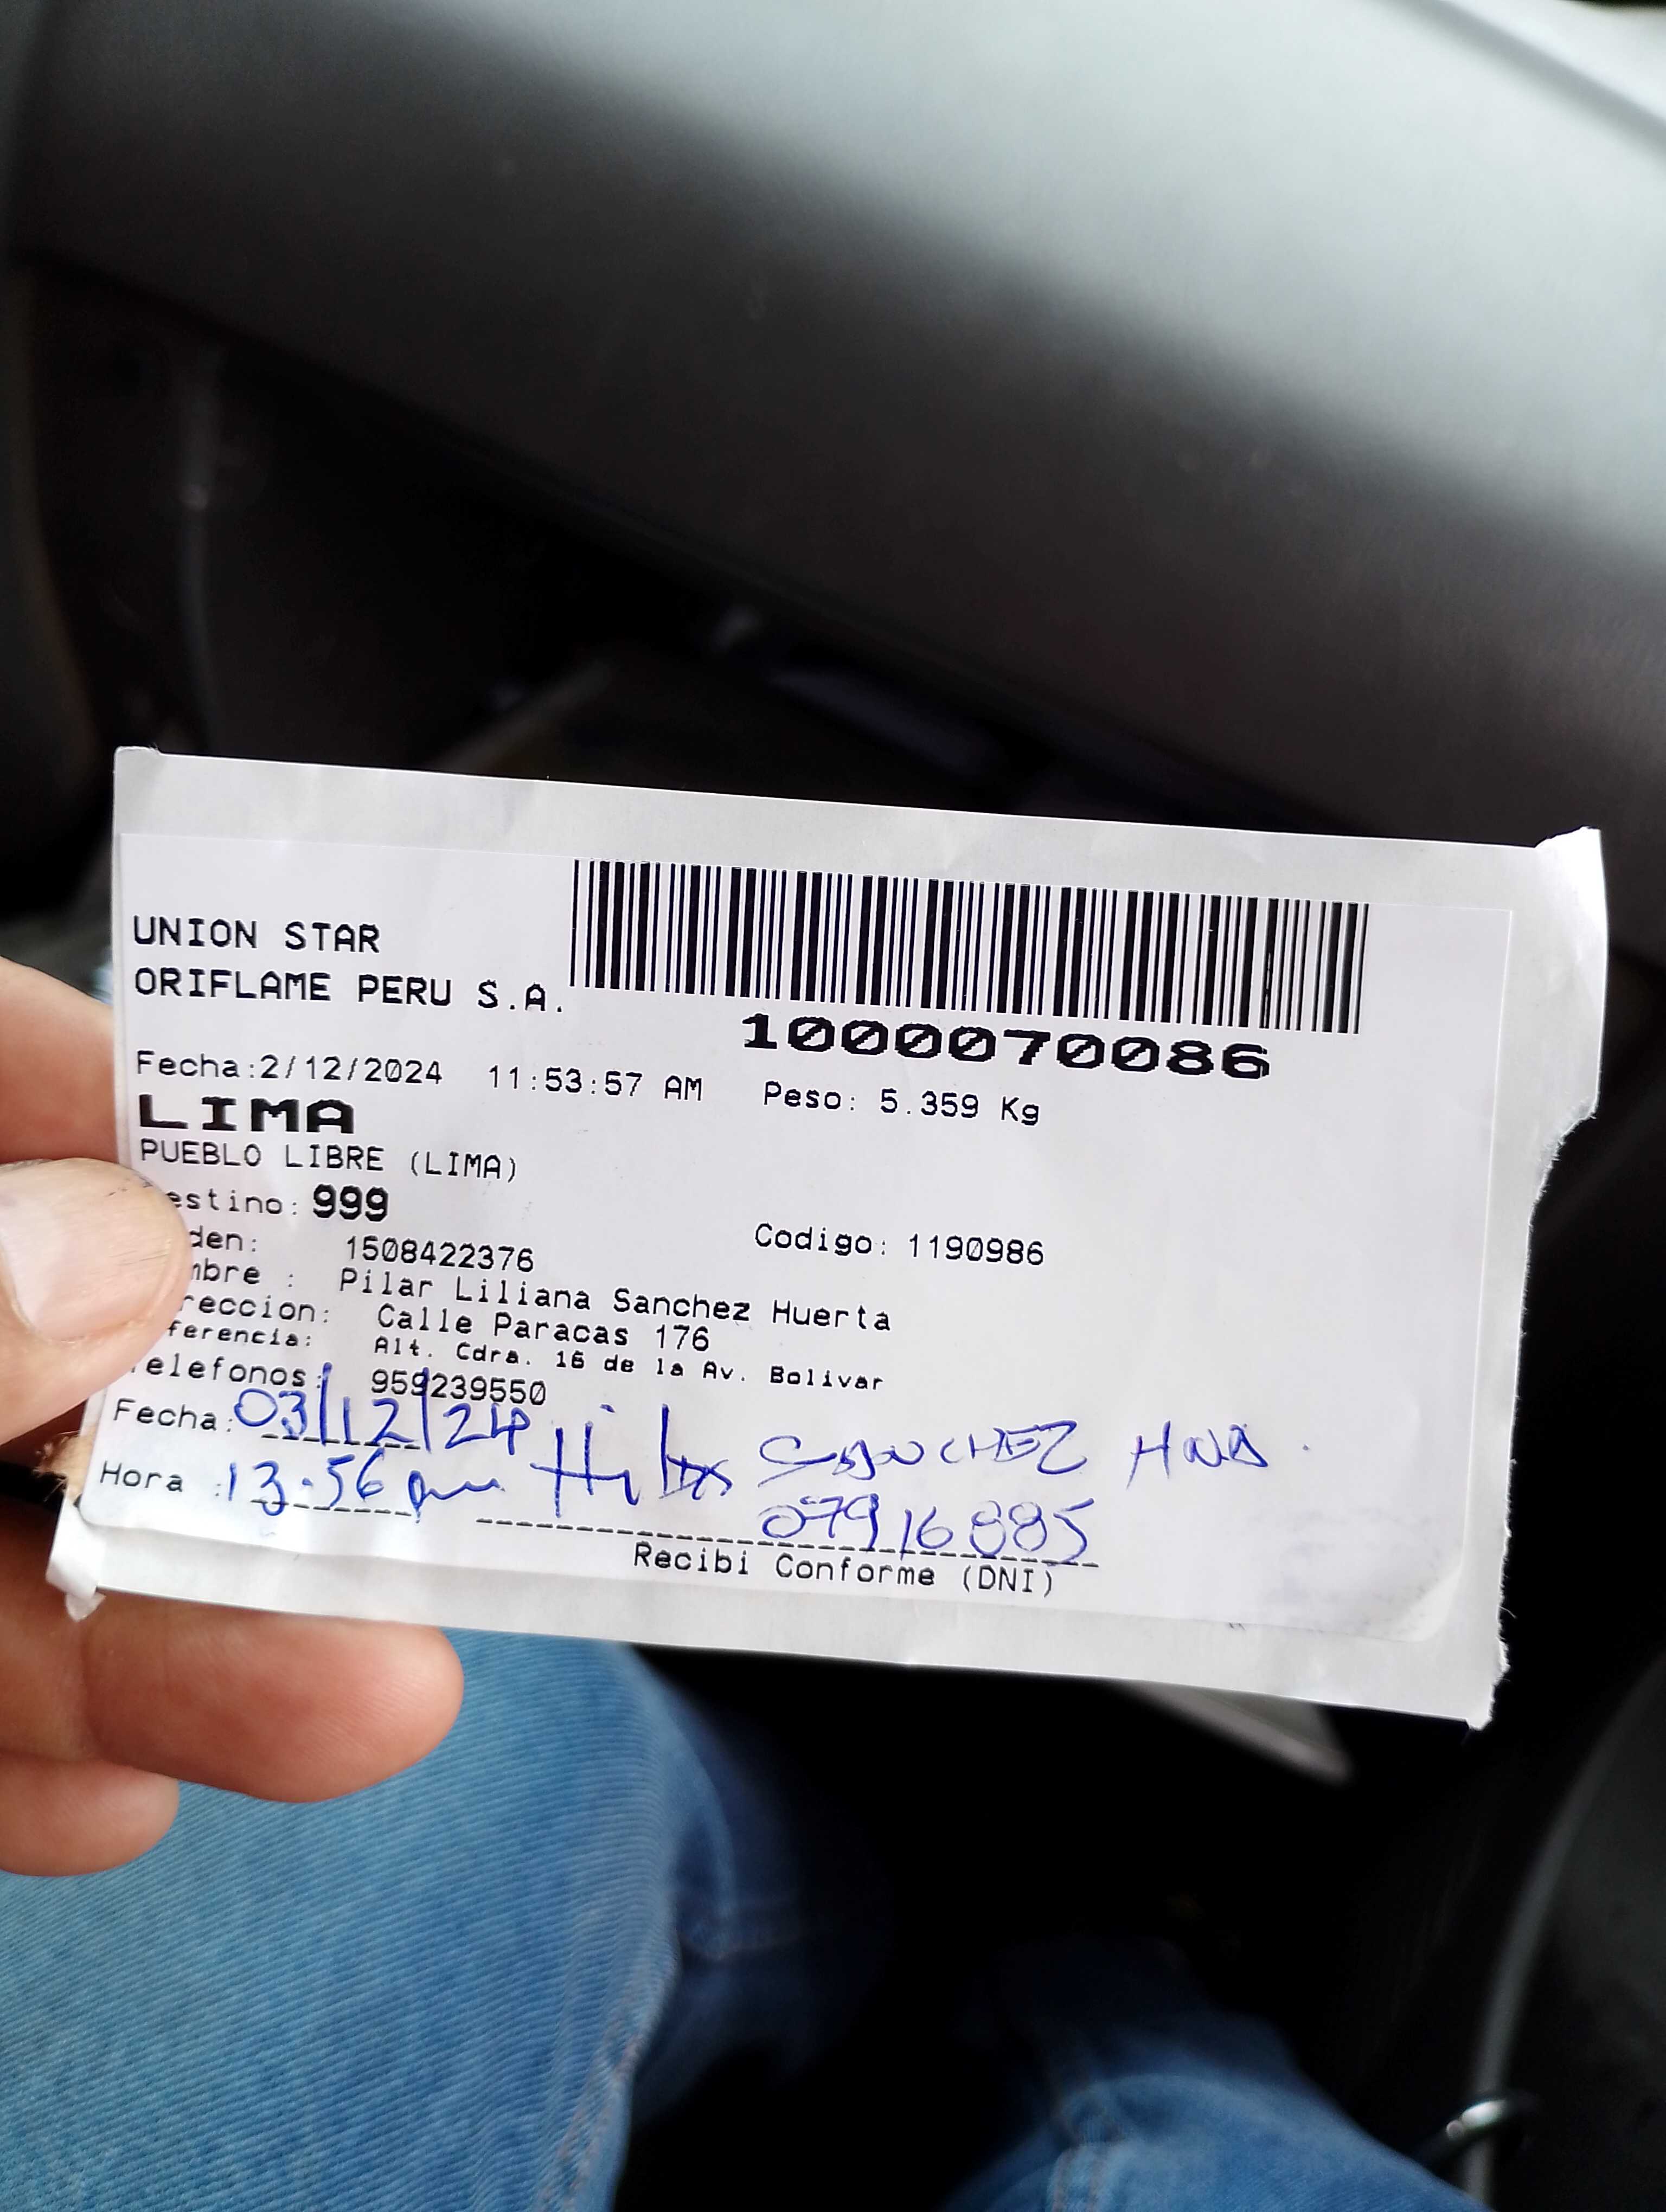 UNION STAR
ORIFLAME PERU S.A.
1000070086
Fecha:2/12/2024 11:53:57 AM Peso: 5.359 Kg
LIMA
PUEBLO LIBRE (LIMA)
estino: 999
den: 1508422376 Codigo: 1190986
mbre : Pilar Liliana Sanchez Huerta
reccion: Calle Paracas 176
ferencia: Alt. Cdra. 16 de la Av. Bolivar
elefonos: 959239550
Fecha: 03/12/24 SANCHEZ
Hora : 13:56 pm 07916885
Recibi Conforme (DNI)